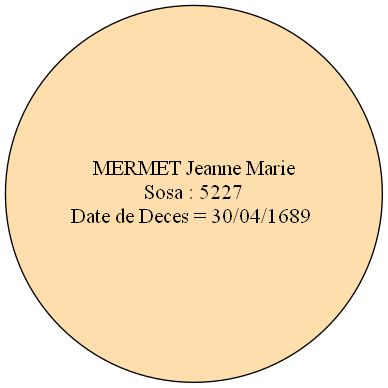 MERMET Jeanne Marie
Sosa : 5227
Date de Deces = 30/04/1689